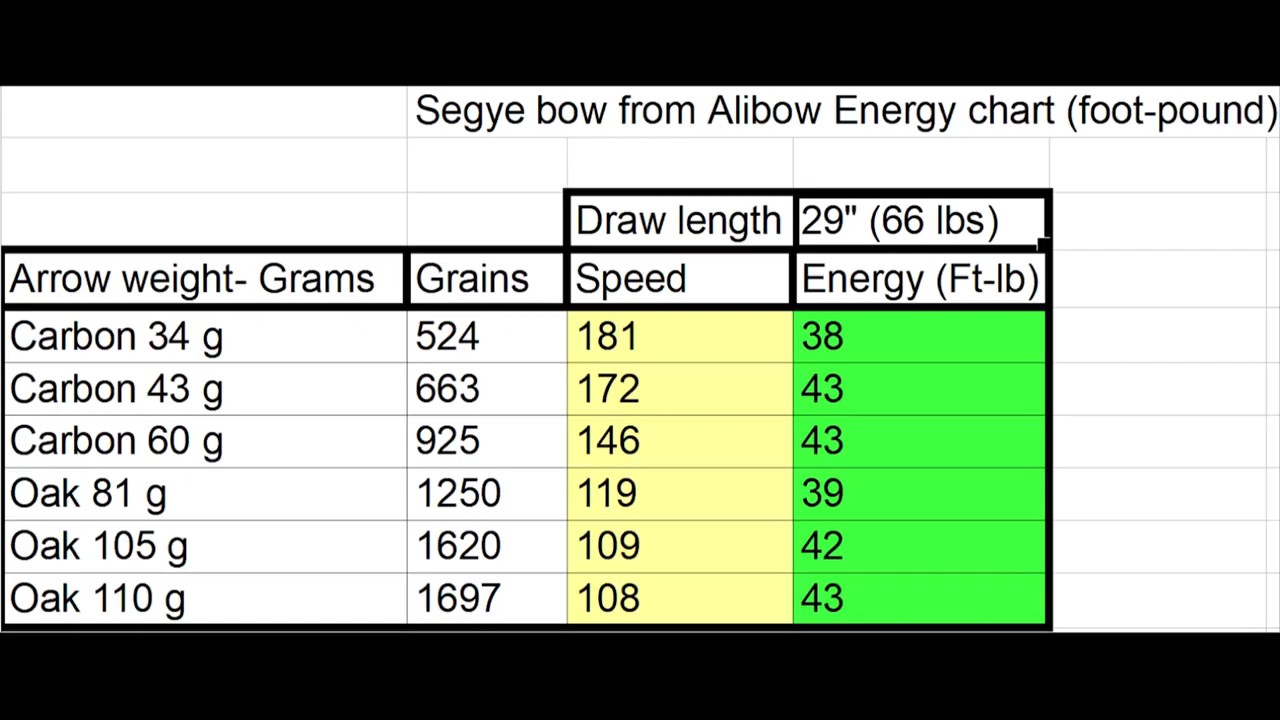 Segye bow from Alibow Energy chart (foot-pound)
Draw length 29" (66 lbs)
Arrow weight- Grams Grains Speed Energy (Ft-lb)
Carbon 34 g 524 181 38
Carbon 43 g 663 172 43
Carbon 60 g 925 146 43
Oak 81 g 1250 119 39
Oak 105 g 1620 109 42
Oak 110 g 1697 108 43